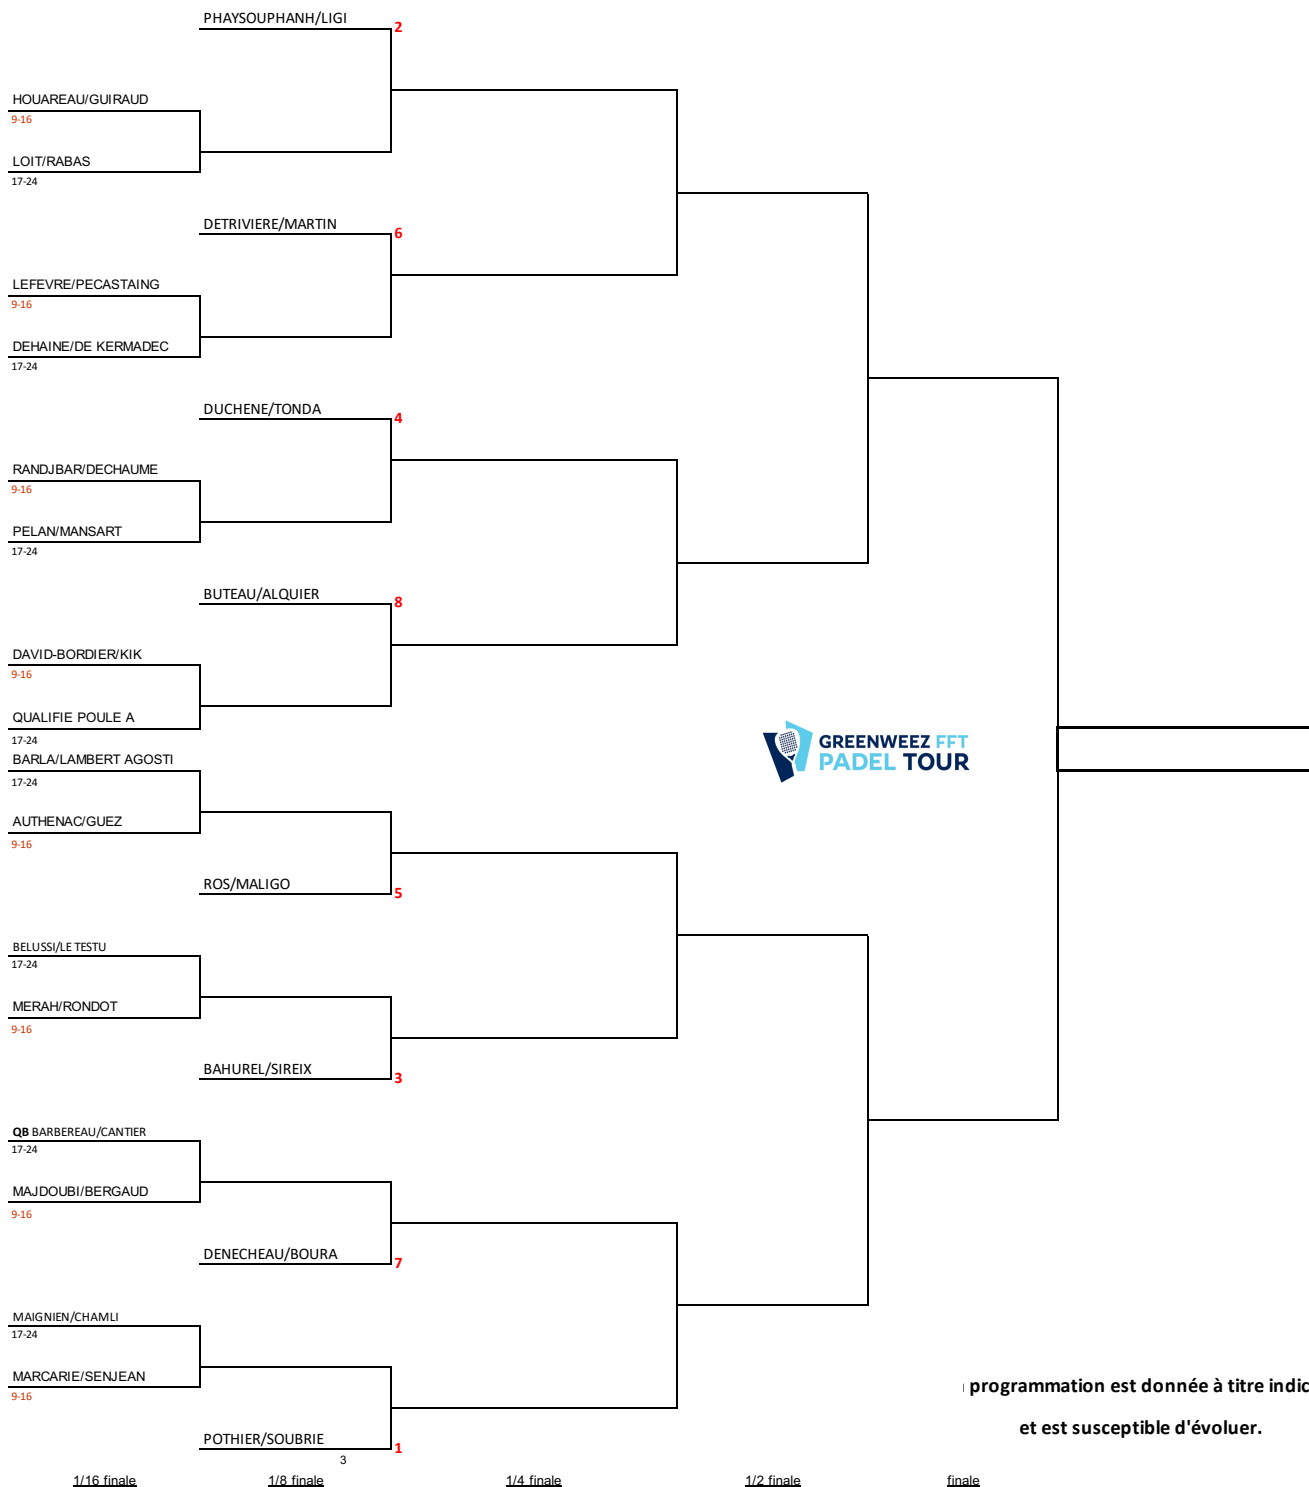 PHAYSOUPHANH/LIGI
2
HOUAREAU/GUIRAUD
9-16
LOIT/RABAS
17-24
DETRIVIERE/MARTIN
6
LEFEVRE/PECASTAING
9-16
DEHAINE/DE KERMADEC
17-24
DUCHENE/TONDA
4
RANDJBAR/DECHAUME
9-16
PELAN/MANSART
17-24
BUTEAU/ALQUIER
8
DAVID-BORDIER/KIK
9-16
QUALIFIE POULE A
17-24
GREENWEEZ FFT
PADEL TOUR
BARLA/LAMBERT AGOSTI
17-24
AUTHENAC/GUEZ
9-16
ROS/MALIGO
5
BELUSSI/LE TESTU
17-24
MERAH/RONDOT
9-16
BAHUREL/SIREIX
3
QB BARBEREAU/CANTIER
17-24
MAJDOUBI/BERGAUD
9-16
DENECHEAU/BOURA
7
MAIGNIEN/CHAMLI
17-24
MARCARIE/SENJEAN
9-16
programmation est donnée à titre indic
et est susceptible d'évoluer.
POTHIER/SOUBRIE
1
3
1/16 finale 1/8 finale 1/4 finale 1/2 finale finale